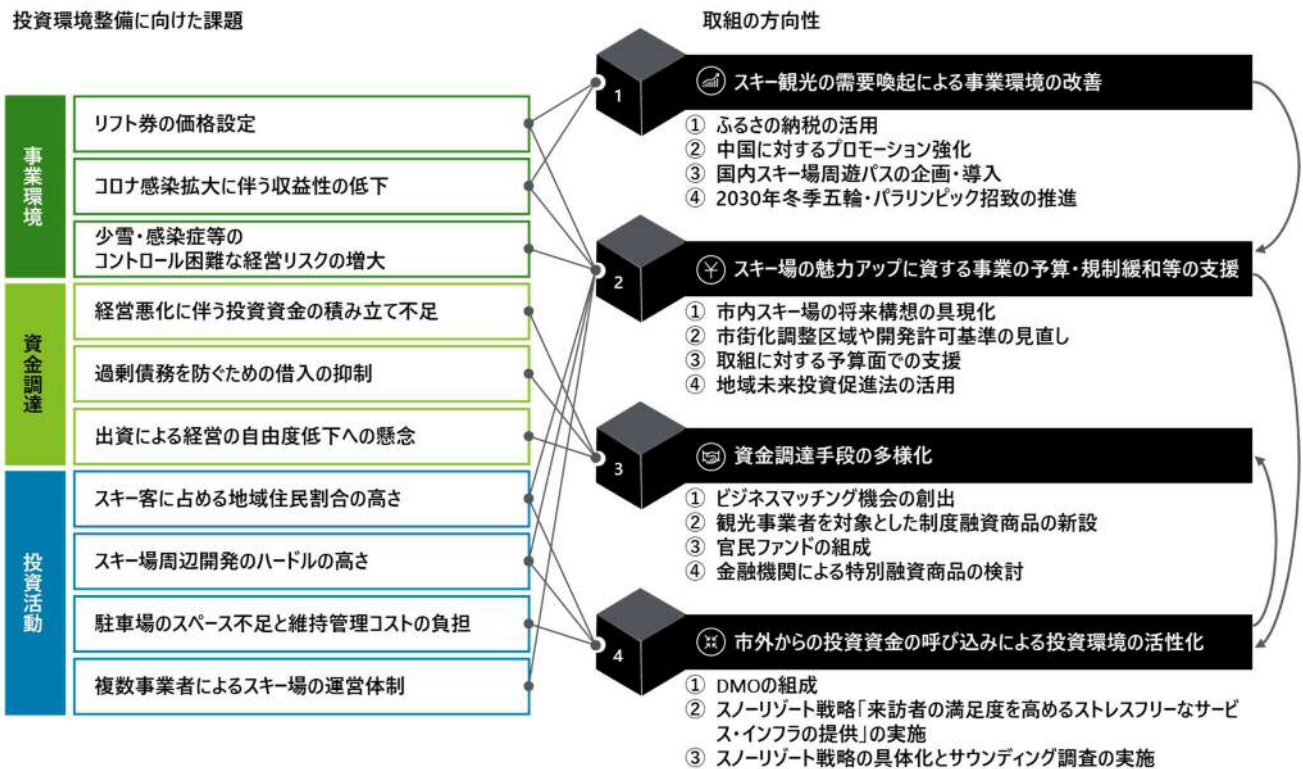 投資環境整備に向けた課題
取組の方向性
事業環境
リフト券の価格設定
コロナ感染拡大に伴う収益性の低下
少雪・感染症等の
コントロール困難な経営リスクの増大
資金調達
経営悪化に伴う投資資金の積み立て不足
過剰債務を防ぐための借入の抑制
出資による経営の自由度低下への懸念
投資活動
スキー客に占める地域住民割合の高さ
スキー場周辺開発のハードルの高さ
駐車場のスペース不足と維持管理コストの負担
複数事業者によるスキー場の運営体制
1
スキー観光の需要喚起による事業環境の改善
① ふるさの納税の活用
② 中国に対するプロモーション強化
③ 国内スキー場周遊パスの企画・導入
④ 2030年冬季五輪・パラリンピック招致の推進
2
¥ スキー場の魅力アップに資する事業の予算・規制緩和等の支援
① 市内スキー場の将来構想の具現化
② 市街化調整区域や開発許可基準の見直し
③ 取組に対する予算面での支援
④ 地域未来投資促進法の活用
3
資金調達手段の多様化
① ビジネスマッチング機会の創出
② 観光事業者を対象とした制度融資商品の新設
③ 官民ファンドの組成
④ 金融機関による特別融資商品の検討
4
市外からの投資資金の呼び込みによる投資環境の活性化
① DMOの組成
② スノーリゾート戦略「来訪者の満足度を高めるストレスフリーなサービ
ス・インフラの提供」の実施
③ スノーリゾート戦略の具体化とサウンディング調査の実施